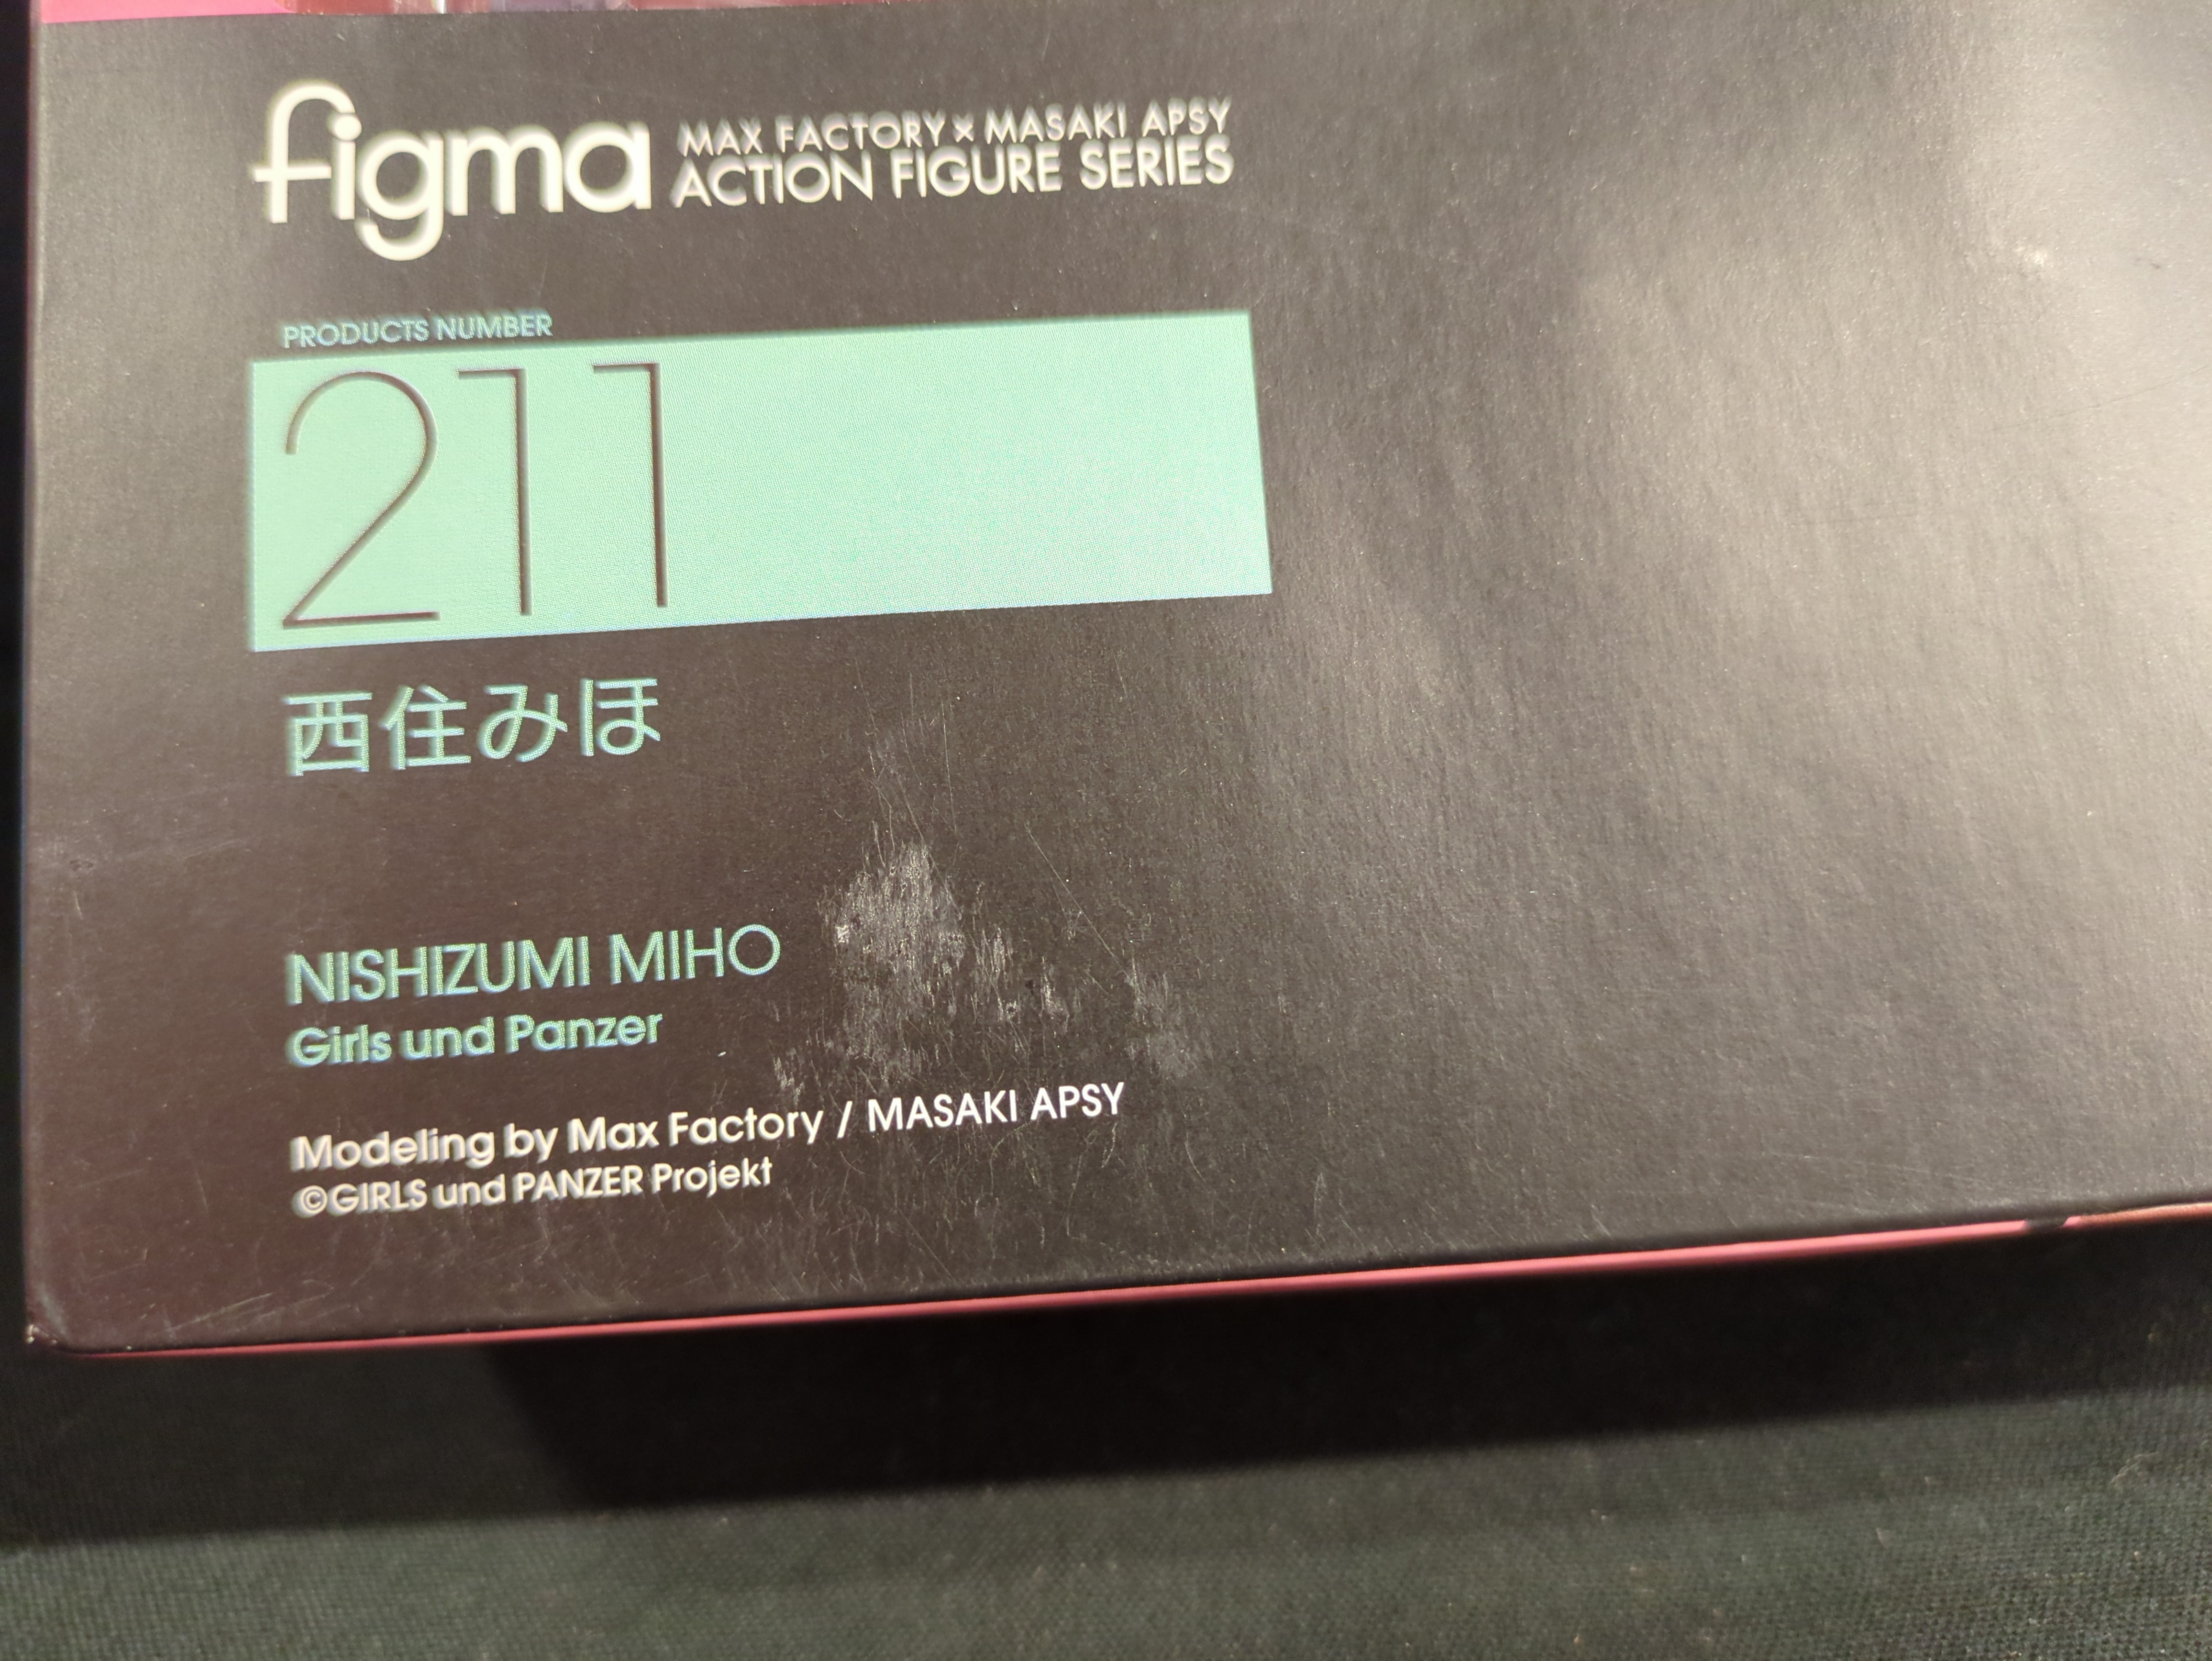 figma
MAX FACTORY × MASAKI APSY
ACTION FIGURE SERIES
PRODUCTS NUMBER
211
西住みほ
NISHIZUMI MIHO
Girls und Panzer
Modeling by Max Factory / MASAKI APSY
©GIRLS und PANZER Projekt